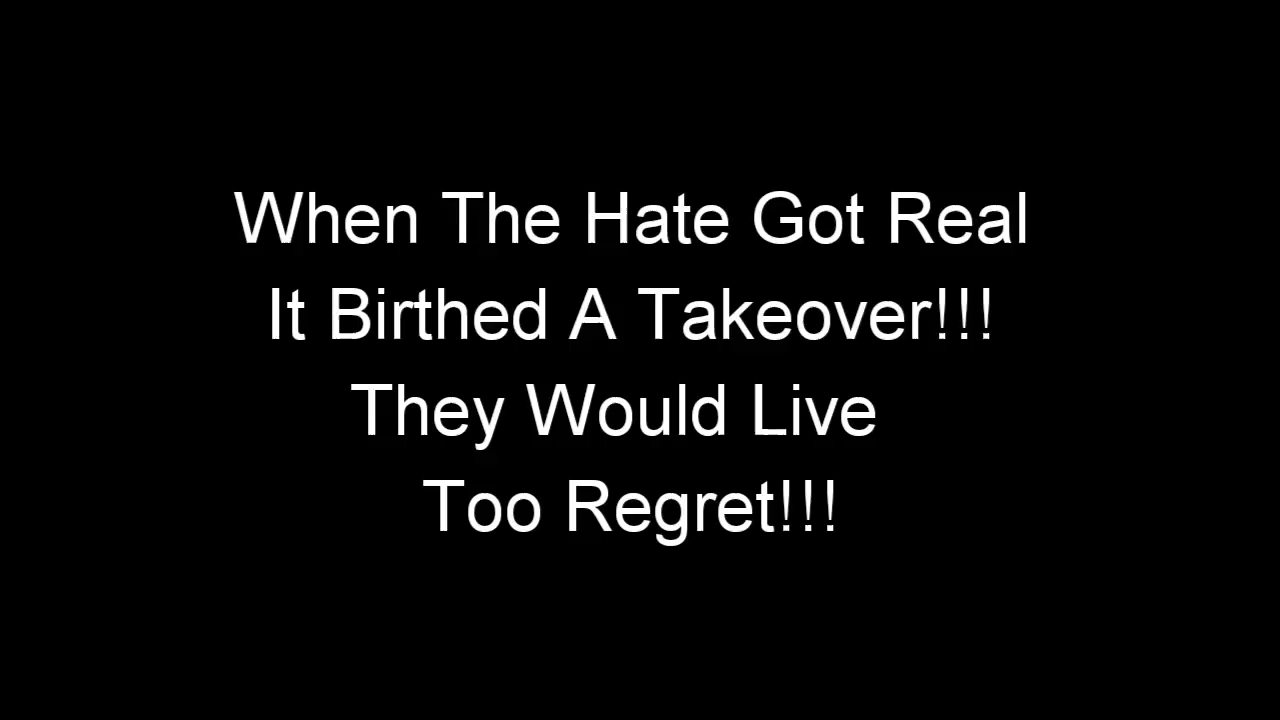 When The Hate Got Real
It Birthed A Takeover!!!
They Would Live
Too Regret!!!